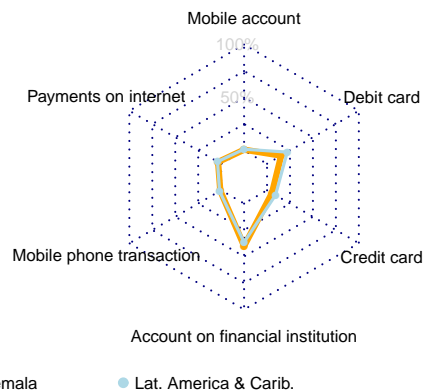 Mobile account
100%
Payments on internet
50%
Debit card
Mobile phone transaction
Credit card
Account on financial institution
emala
Lat. America & Carib.